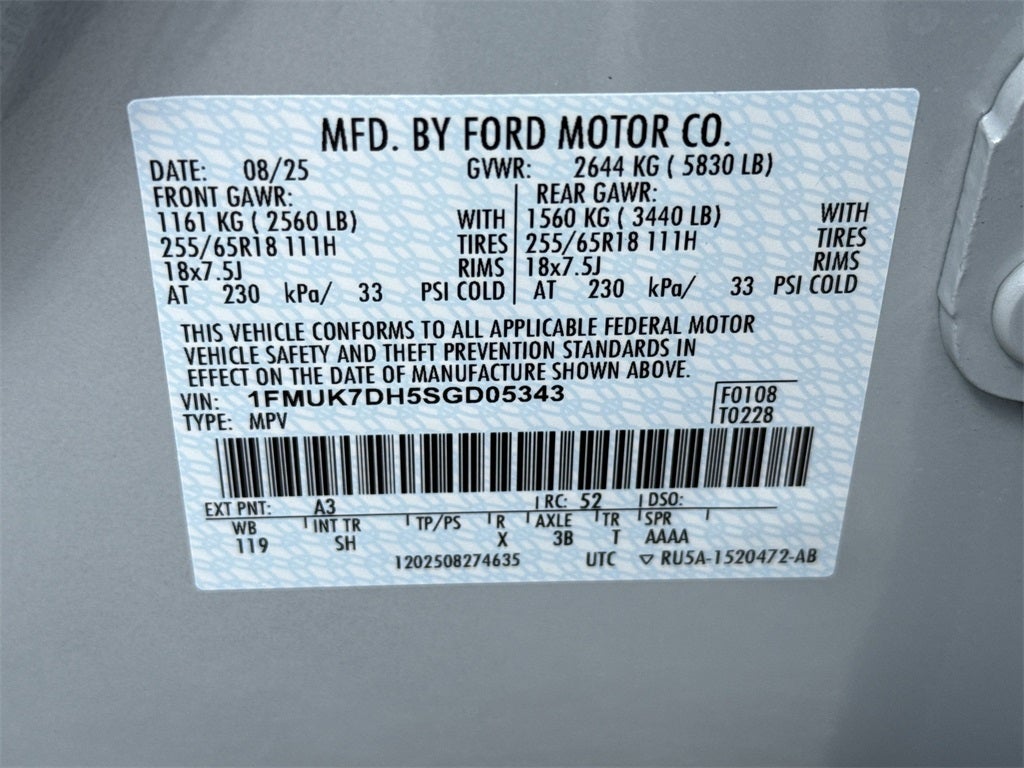 MFD. BY FORD MOTOR CO.
DATE: 08/25 GVWR: 2644 KG ( 5830 LB)
FRONT GAWR: REAR GAWR:
1161 KG ( 2560 LB) WITH 1560 KG ( 3440 LB) WITH
255/65R18 111H TIRES 255/65R18 111H TIRES
18x7.5J RIMS 18x7.5J RIMS
AT 230 kPa/ 33 PSI COLD AT 230 kPa/ 33 PSI COLD
THIS VEHICLE CONFORMS TO ALL APPLICABLE FEDERAL MOTOR
VEHICLE SAFETY AND THEFT PREVENTION STANDARDS IN
EFFECT ON THE DATE OF MANUFACTURE SHOWN ABOVE.
VIN: 1FMUK7DH5SGD05343 F0108
TYPE: MPV T0228
EXT PNT: A3 RC: 52 DSO:
WB INT TR TP/PS R AXLE TR SPR
119 SH X 3B T AAAA
1202508274635 UTC ▽ RU5A-1520472-AB